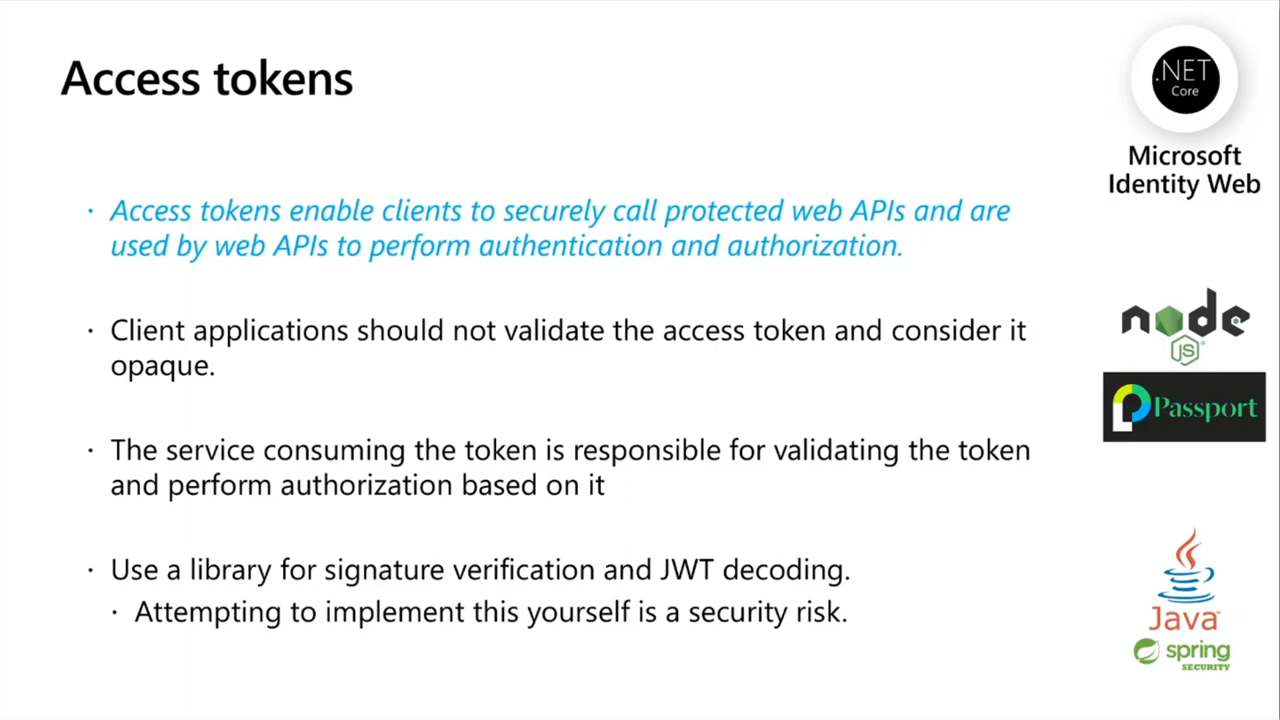 Access tokens
· Access tokens enable clients to securely call protected web APIs and are
used by web APIs to perform authentication and authorization.
· Client applications should not validate the access token and consider it
opaque.
· The service consuming the token is responsible for validating the token
and perform authorization based on it
· Use a library for signature verification and JWT decoding.
· Attempting to implement this yourself is a security risk.
.NET
Core
Microsoft
Identity Web
node
JS
Passport
Java
spring
SECURITY